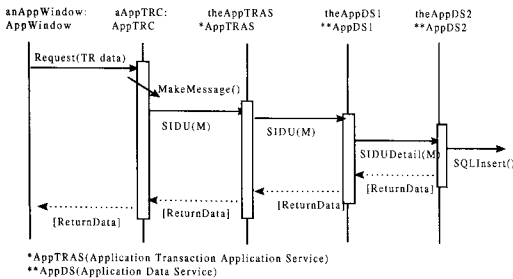 anAppWindow: aAppTRC: theAppTRAS theAppDS1 theAppDS2
AppWindow AppTRC *AppTRAS **AppDS1 **AppDS2
Request(TR data)
MakeMessage()
SIDU(M)
SIDU(M)
SIDUDetail(M)
SQLInsert()
[ReturnData]
[ReturnData]
[ReturnData]
[ReturnData]
*AppTRAS(Application Transaction Application Service)
**AppDS(Application Data Service)